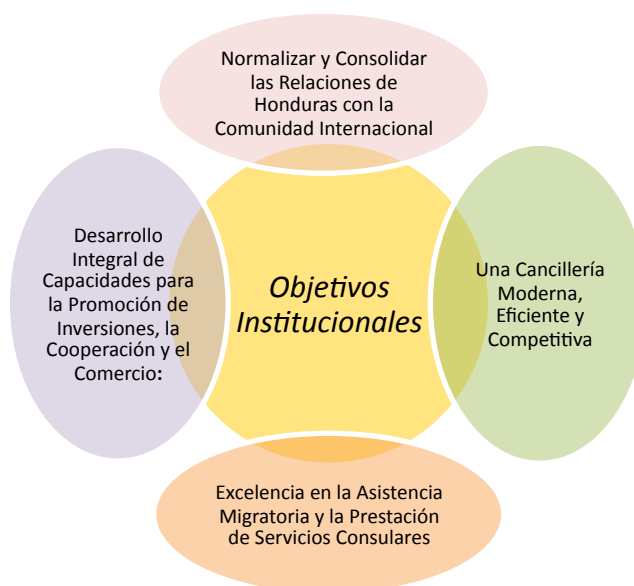 Normalizar y Consolidar
las Relaciones de
Honduras con la
Comunidad Internacional
Desarrollo
Integral de
Capacidades para
la Promoción de
Inversiones, la
Cooperación y el
Comercio:
Objetivos
Institucionales
Una Cancillería
Moderna,
Eficiente y
Competitiva
Excelencia en la Asistencia
Migratoria y la Prestación
de Servicios Consulares